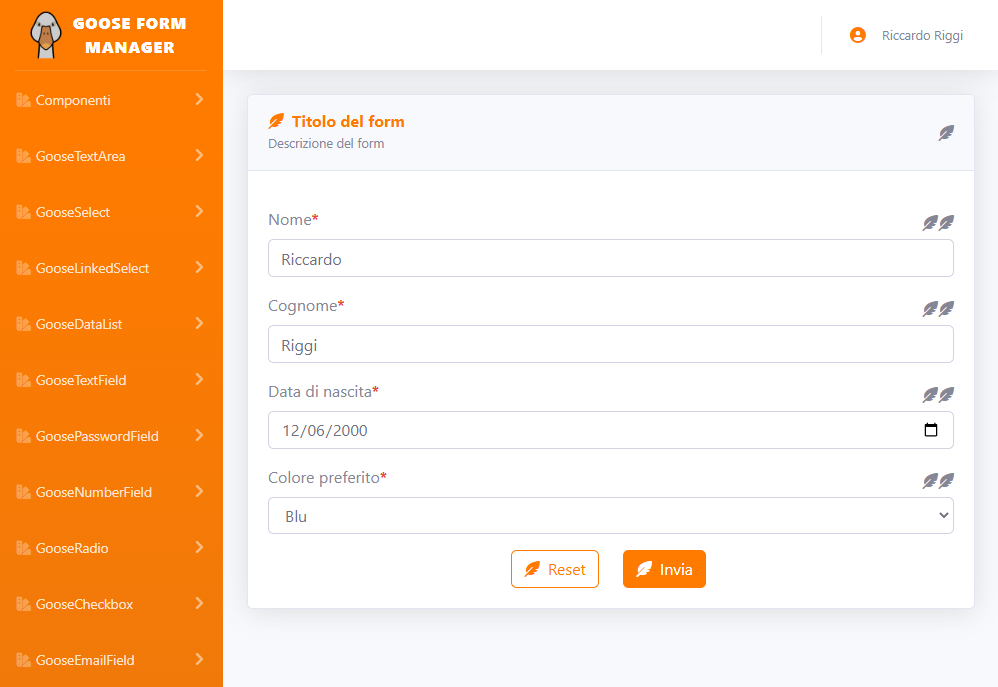 GOOSE FORM
MANAGER
Componenti
GooseTextArea
GooseSelect
GooseLinkedSelect
GooseDataList
GooseTextField
GoosePasswordField
GooseNumberField
GooseRadio
GooseCheckbox
GooseEmailField
Riccardo Riggi
Titolo del form
Descrizione del form
Nome*
Riccardo
Cognome*
Riggi
Data di nascita*
12/06/2000
Colore preferito*
Blu
Reset Invia